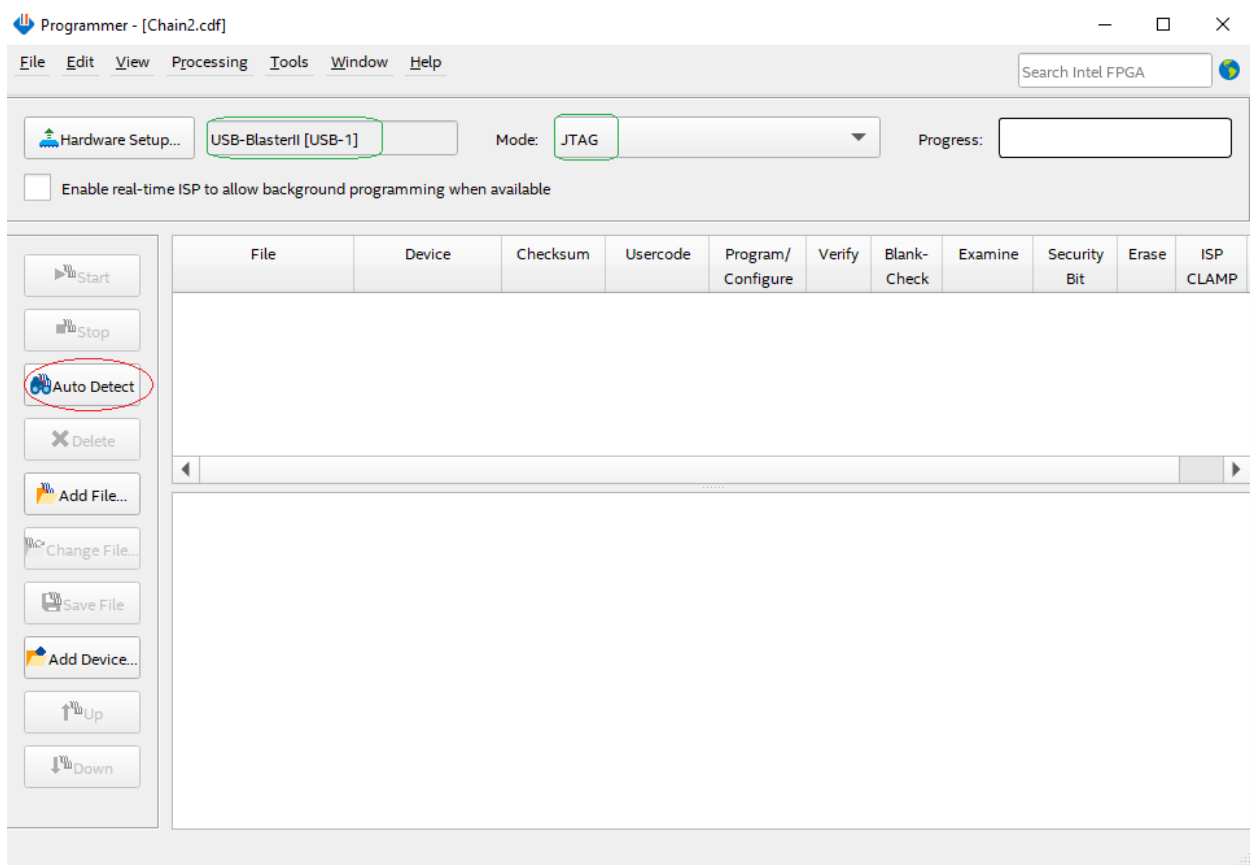 Programmer - [Chain2.cdf]
File Edit View Processing Tools Window Help
Search Intel FPGA
Hardware Setup...
USB-BlasterII [USB-1]
Mode:
JTAG
Progress:
Enable real-time ISP to allow background programming when available
Start
Stop
Auto Detect
Delete
Add File...
Change File...
Save File
Add Device...
Up
Down
File Device Checksum Usercode Program/ Verify Blank- Examine Security Erase ISP
Configure Check Bit CLAMP